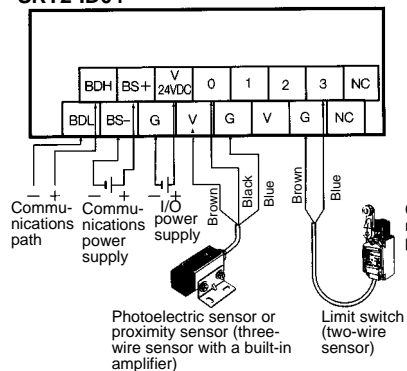 BDH BS+ V 24VDC 0 1 2 3 NC
BDL BS- G V G V G NC
− + − + − +
Commu-
nications
path
Commu-
nications
power
supply
I/O
power
supply
Brown
Black
Blue
Brown
Blue
Photoelectric sensor or
proximity sensor (three-
wire sensor with a built-in
amplifier)
Limit switch
(two-wire
sensor)